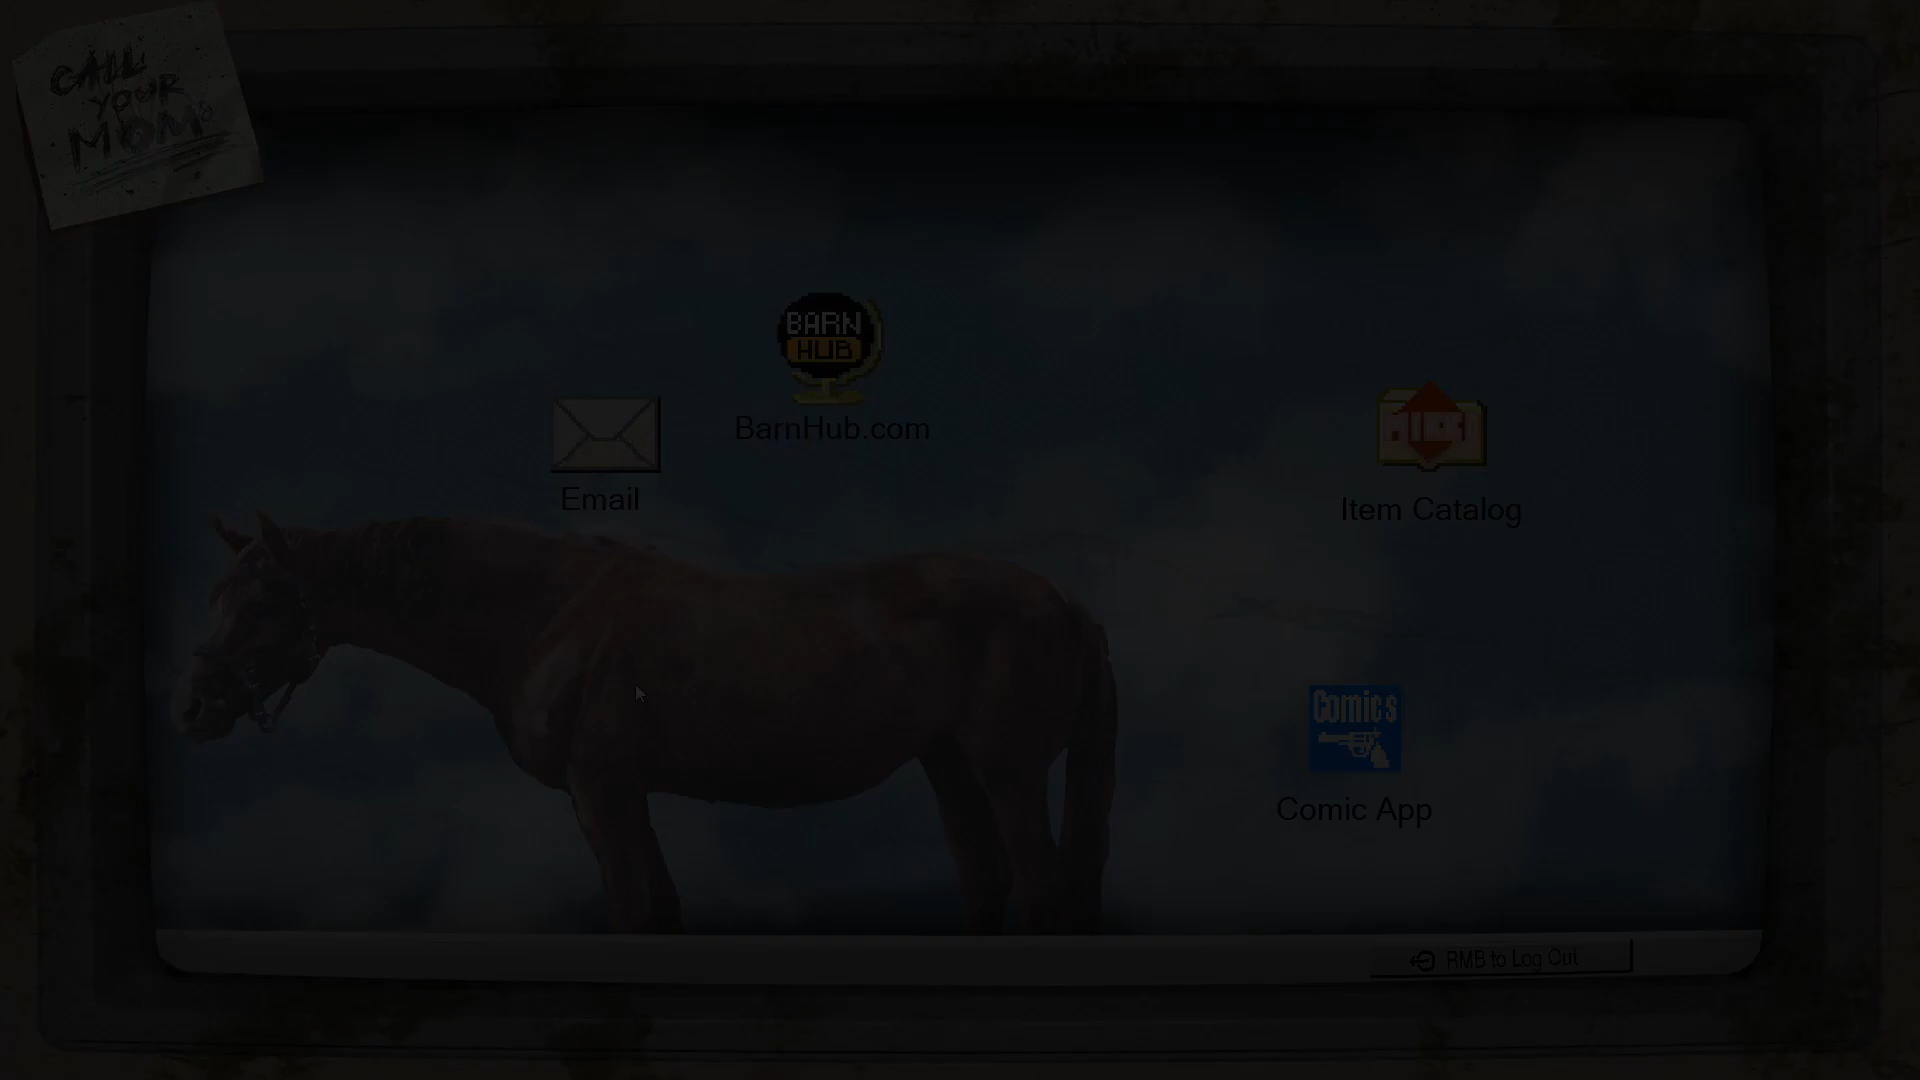 CALL
YOUR
MOM
BARN
HUB
BarnHub.com
Email
Item Catalog
Comics
Comic App
RMB to Log Out